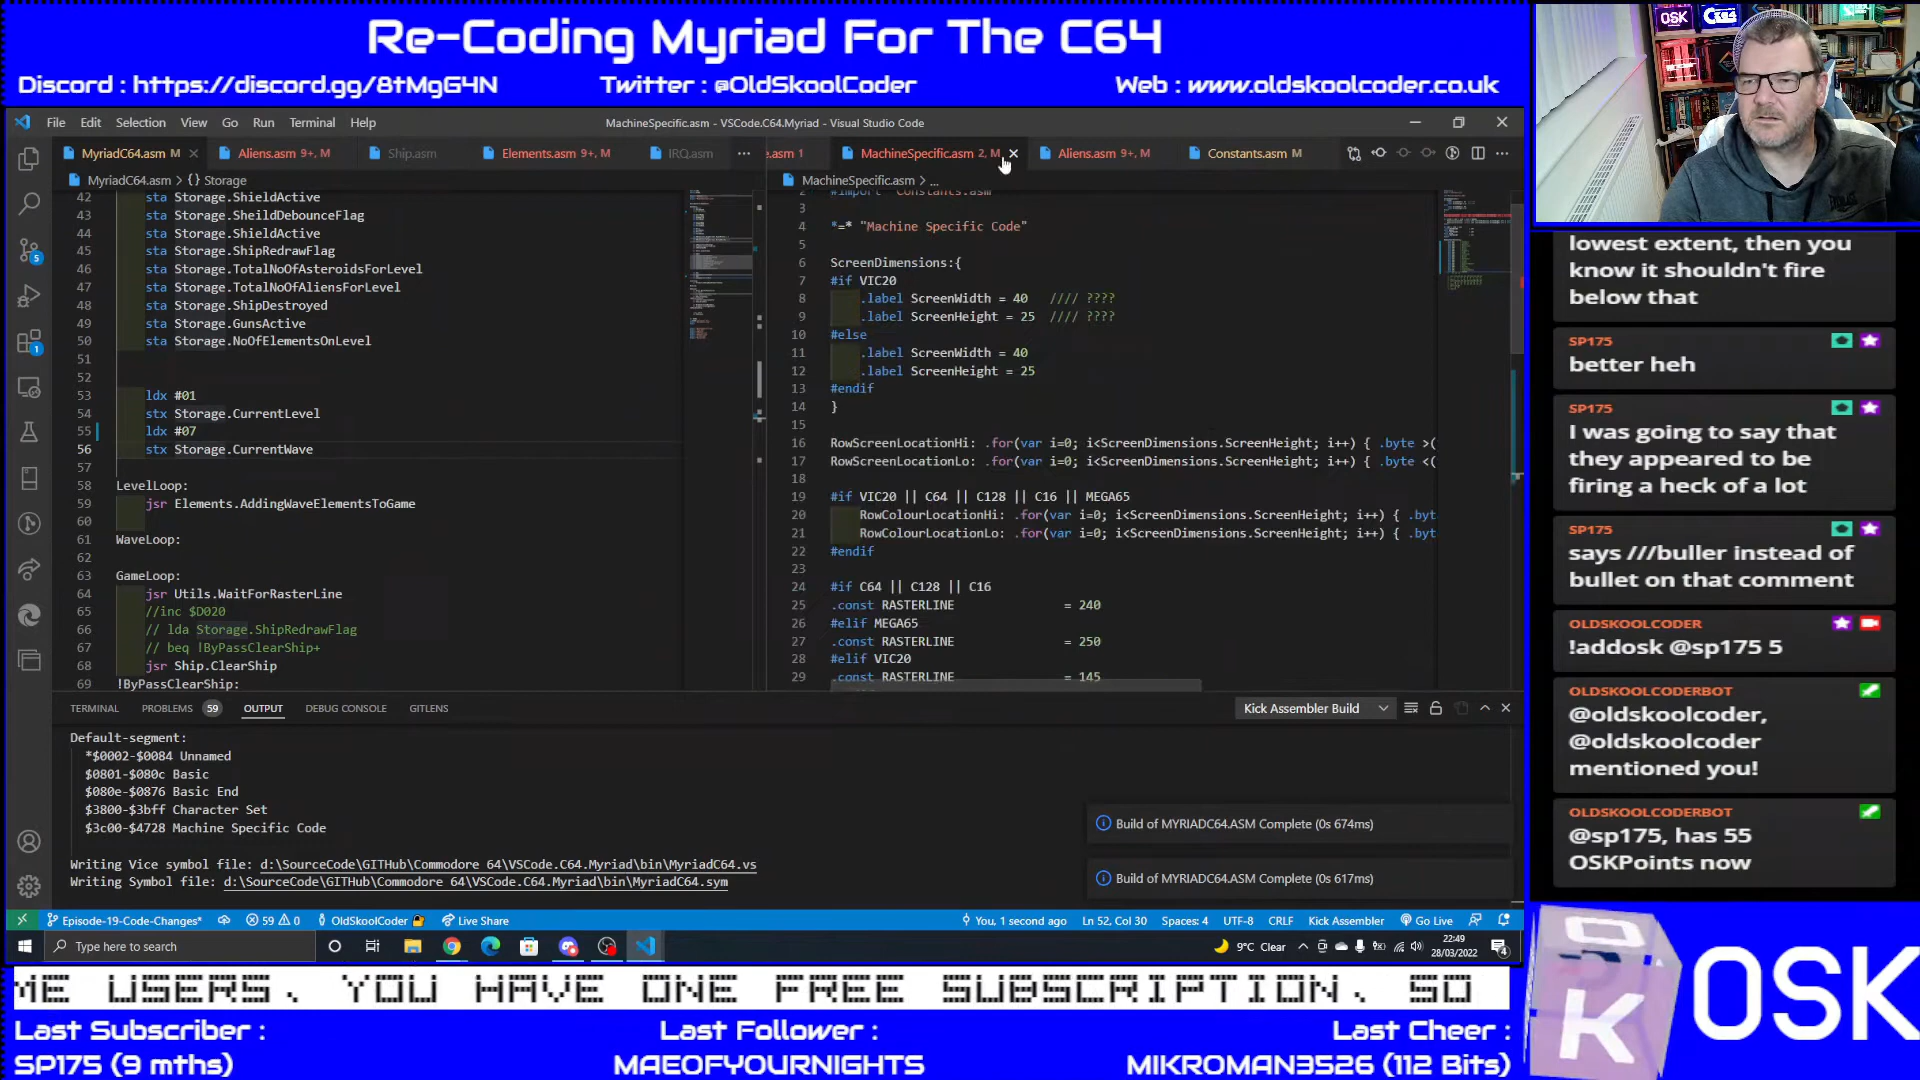 Re-Coding Myriad For The C64
Discord : https://discord.gg/8tMgG4N
Twitter : @OldSkoolCoder
Web : www.oldskoolcoder.co.uk
File Edit Selection View Go Run Terminal Help
MachineSpecific.asm - VSCode.C64.Myriad - Visual Studio Code
MyriadC64.asm M
Aliens.asm 9+, M
Ship.asm
Elements.asm 9+, M
IRQ.asm
e.asm 1
MachineSpecific.asm 2, M
Aliens.asm 9+, M
Constants.asm M
MyriadC64.asm > {} Storage
42 sta Storage.ShieldActive
43 sta Storage.SheildDebounceFlag
44 sta Storage.ShieldActive
45 sta Storage.ShipRedrawFlag
46 sta Storage.TotalNoOfAsteroidsForLevel
47 sta Storage.TotalNoOfAliensForLevel
48 sta Storage.ShipDestroyed
49 sta Storage.GunsActive
50 sta Storage.NoOfElementsOnLevel
51
52
53 ldx #01
54 stx Storage.CurrentLevel
55 ldx #07
56 stx Storage.CurrentWave
57
58 LevelLoop:
59 jsr Elements.AddingWaveElementsToGame
60
61 WaveLoop:
62
63 GameLoop:
64 jsr Utils.WaitForRasterLine
65 //inc $D020
66 // lda Storage.ShipRedrawFlag
67 // beq !ByPassClearShip+
68 jsr Ship.ClearShip
69 !ByPassClearShip:
MachineSpecific.asm > ...
2 #import "Constants.asm"
3
4 *=* "Machine Specific Code"
5
6 ScreenDimensions:{
7 #if VIC20
8 .label ScreenWidth = 40 //// ????
9 .label ScreenHeight = 25 //// ????
10 #else
11 .label ScreenWidth = 40
12 .label ScreenHeight = 25
13 #endif
14 }
15
16 RowScreenLocationHi: .for(var i=0; i<ScreenDimensions.ScreenHeight; i++) { .byte >(
17 RowScreenLocationLo: .for(var i=0; i<ScreenDimensions.ScreenHeight; i++) { .byte <(
18
19 #if VIC20 || C64 || C128 || C16 || MEGA65
20 RowColourLocationHi: .for(var i=0; i<ScreenDimensions.ScreenHeight; i++) { .byt
21 RowColourLocationLo: .for(var i=0; i<ScreenDimensions.ScreenHeight; i++) { .byt
22 #endif
23
24 #if C64 || C128 || C16
25 .const RASTERLINE = 240
26 #elif MEGA65
27 .const RASTERLINE = 250
28 #elif VIC20
29 .const RASTERLINE = 145
TERMINAL PROBLEMS 59 OUTPUT DEBUG CONSOLE GITLENS
Kick Assembler Build
Default-segment:
*$0002-$0084 Unnamed
$0801-$080c Basic
$080e-$0876 Basic End
$3800-$3bff Character Set
$3c00-$4728 Machine Specific Code
Writing Vice symbol file: d:\SourceCode\GITHub\Commodore 64\VSCode.C64.Myriad\bin\MyriadC64.vs
Writing Symbol file: d:\SourceCode\GITHub\Commodore 64\VSCode.C64.Myriad\bin\MyriadC64.sym
Build of MYRIADC64.ASM Complete (0s 674ms)
Build of MYRIADC64.ASM Complete (0s 617ms)
Episode-19-Code-Changes* 59 0 OldSkoolCoder Live Share
You, 1 second ago Ln 52, Col 30 Spaces: 4 UTF-8 CRLF Kick Assembler Go Live
Type here to search
9°C Clear
22:49
28/03/2022
4
lowest extent, then you
know it shouldn't fire
below that
SP175
better heh
SP175
I was going to say that
they appeared to be
firing a heck of a lot
SP175
says ///buller instead of
bullet on that comment
OLDSKOOLCODER
!addosk @sp175 5
OLDSKOOLCODERBOT
@oldskoolcoder,
@oldskoolcoder
mentioned you!
OLDSKOOLCODERBOT
@sp175, has 55
OSKPoints now
ME USERS. YOU HAVE ONE FREE SUBSCRIPTION. SO
Last Subscriber :
SP175 (9 mths)
Last Follower :
MAEOFYOURNIGHTS
Last Cheer :
MIKROMAN3526 (112 Bits)
OSK